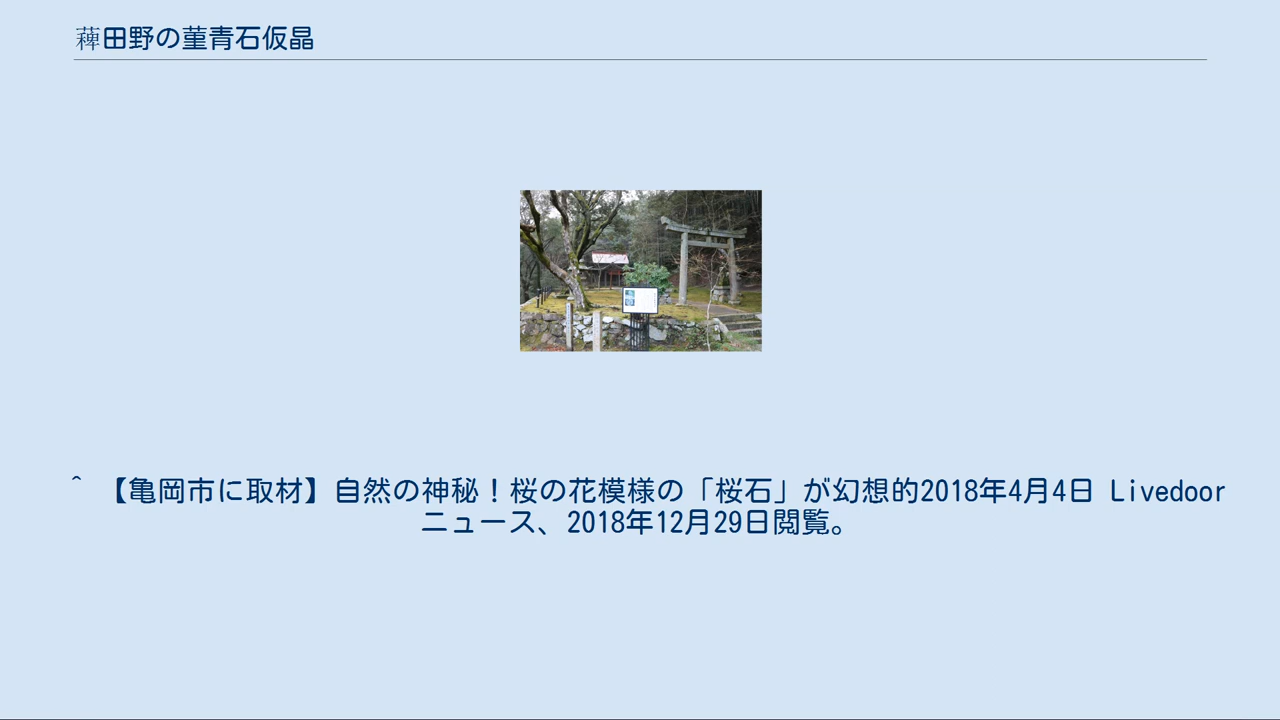 薭田野の菫青石仮晶
^ 【亀岡市に取材】自然の神秘！桜の花模様の「桜石」が幻想的2018年4月4日 Livedoor
ニュース、2018年12月29日閲覧。